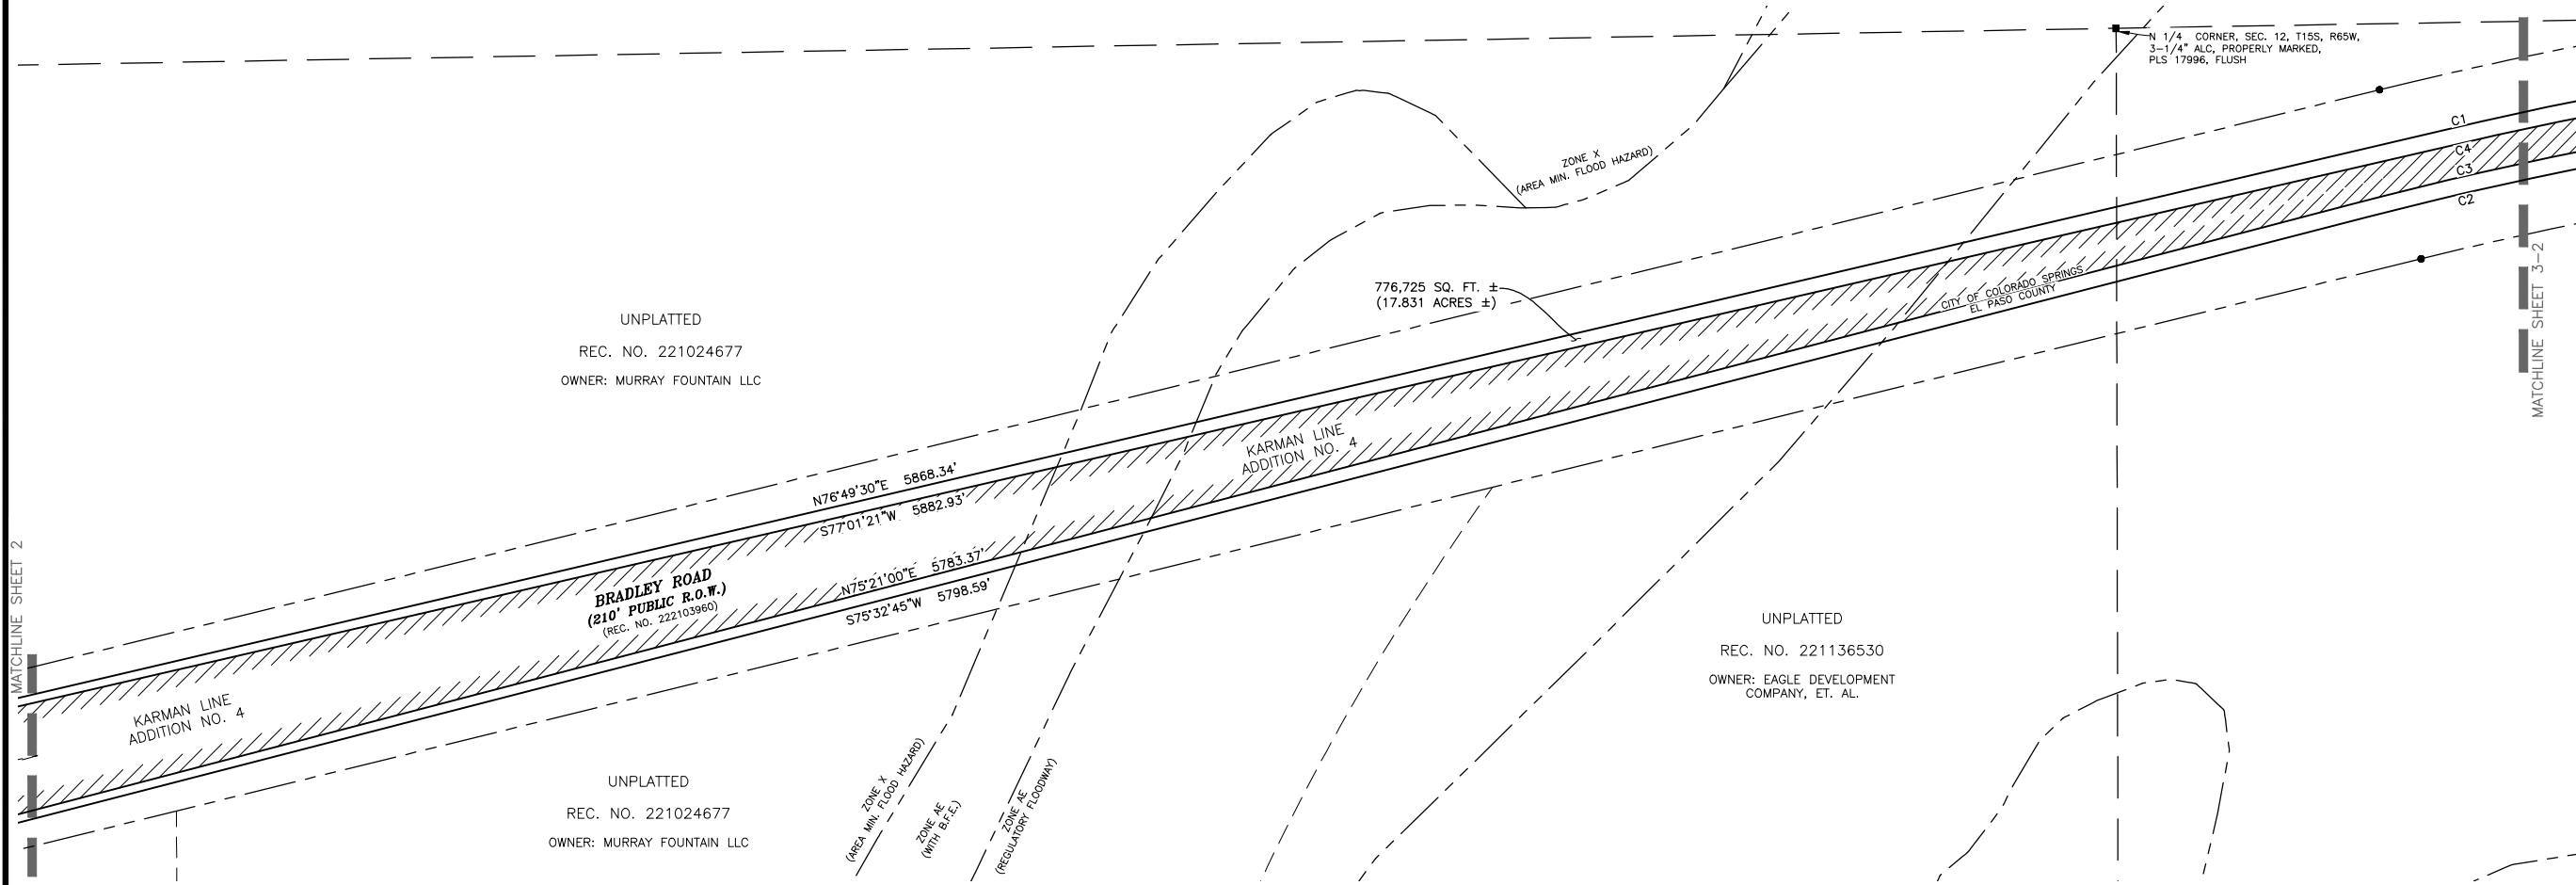 N 1/4 CORNER, SEC. 12, T15S, R65W,
3-1/4" ALC, PROPERLY MARKED,
PLS 17996, FLUSH
C1
C4
C3
C2
MATCHLINE SHEET 3-2
ZONE X
(AREA MIN. FLOOD HAZARD)
776,725 SQ. FT. ±
(17.831 ACRES ±)
CITY OF COLORADO SPRINGS
EL PASO COUNTY
UNPLATTED
REC. NO. 221024677
OWNER: MURRAY FOUNTAIN LLC
KARMAN LINE
ADDITION NO. 4
N76°49'30"E 5868.34'
S77°01'21"W 5882.93'
N75°21'00"E 5783.37'
S75°32'45"W 5798.59'
BRADLEY ROAD
(210' PUBLIC R.O.W.)
(REC. NO. 222103960)
MATCHLINE SHEET 2
KARMAN LINE
ADDITION NO. 4
UNPLATTED
REC. NO. 221136530
OWNER: EAGLE DEVELOPMENT
COMPANY, ET. AL.
UNPLATTED
REC. NO. 221024677
OWNER: MURRAY FOUNTAIN LLC
ZONE X
(AREA MIN. FLOOD HAZARD)
ZONE AE
(WITH B.F.E.)
ZONE AE
(REGULATORY FLOODWAY)